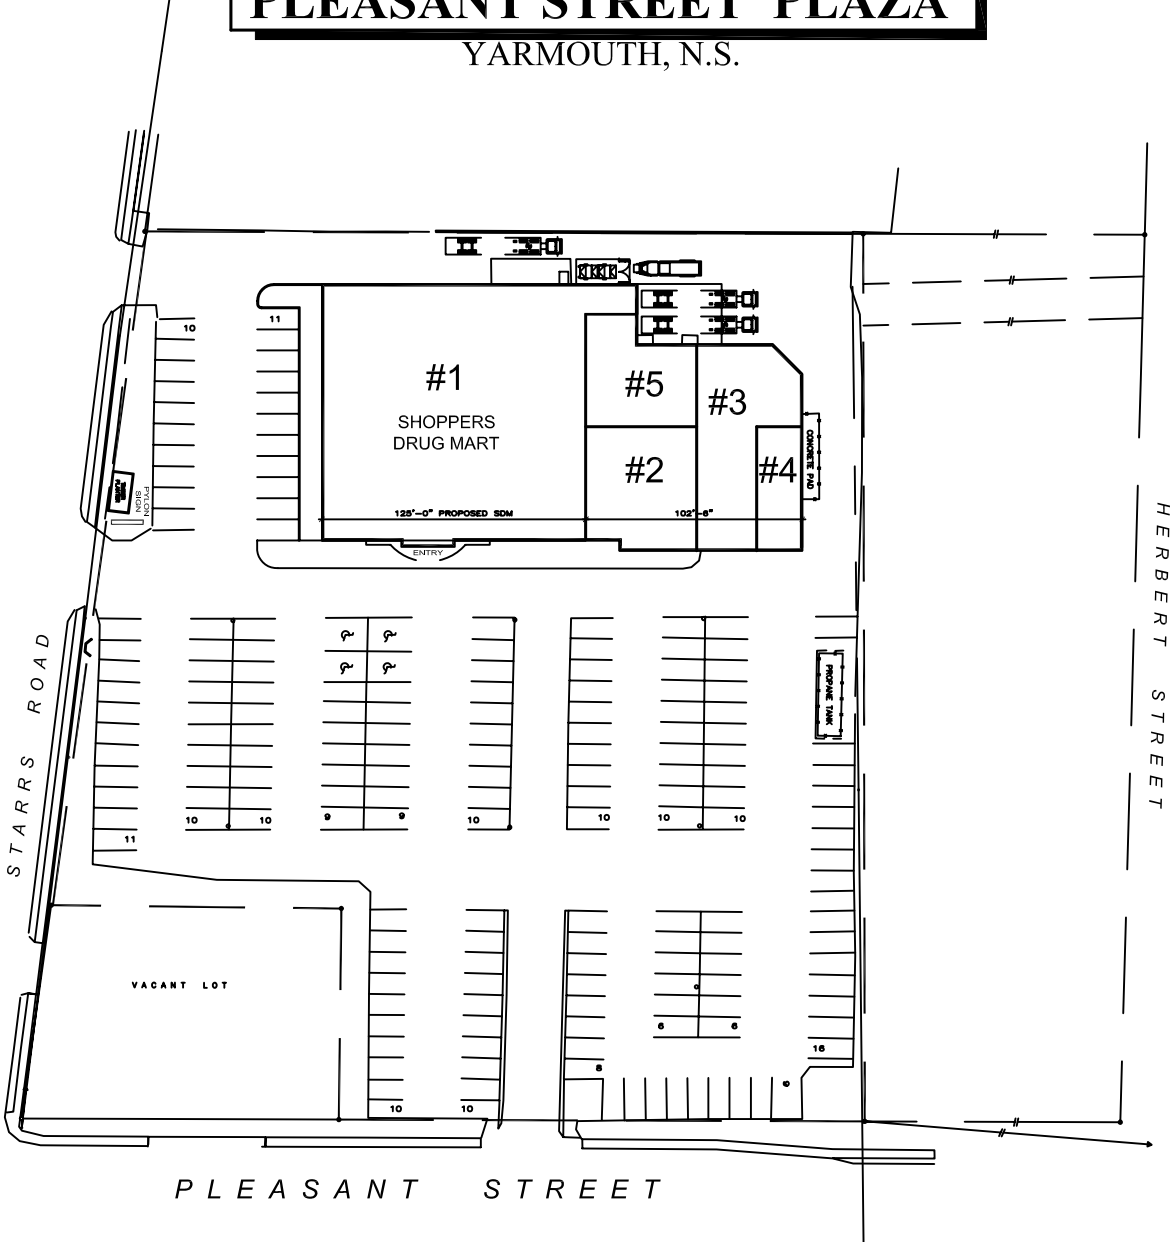 PLEASANT STREET PLAZA
YARMOUTH, N.S.
10
11
#1
SHOPPERS
DRUG MART
#5
#3
#2
#4
CONCRETE PAD
PYLON
SIGN
125'-0" PROPOSED SDM
102'-6"
ENTRY
HERBERT STREET
STARRS ROAD
PROPANE TANK
11
10
10
9
9
10
10
10
10
VACANT LOT
6
6
16
8
9
10
10
PLEASANT STREET